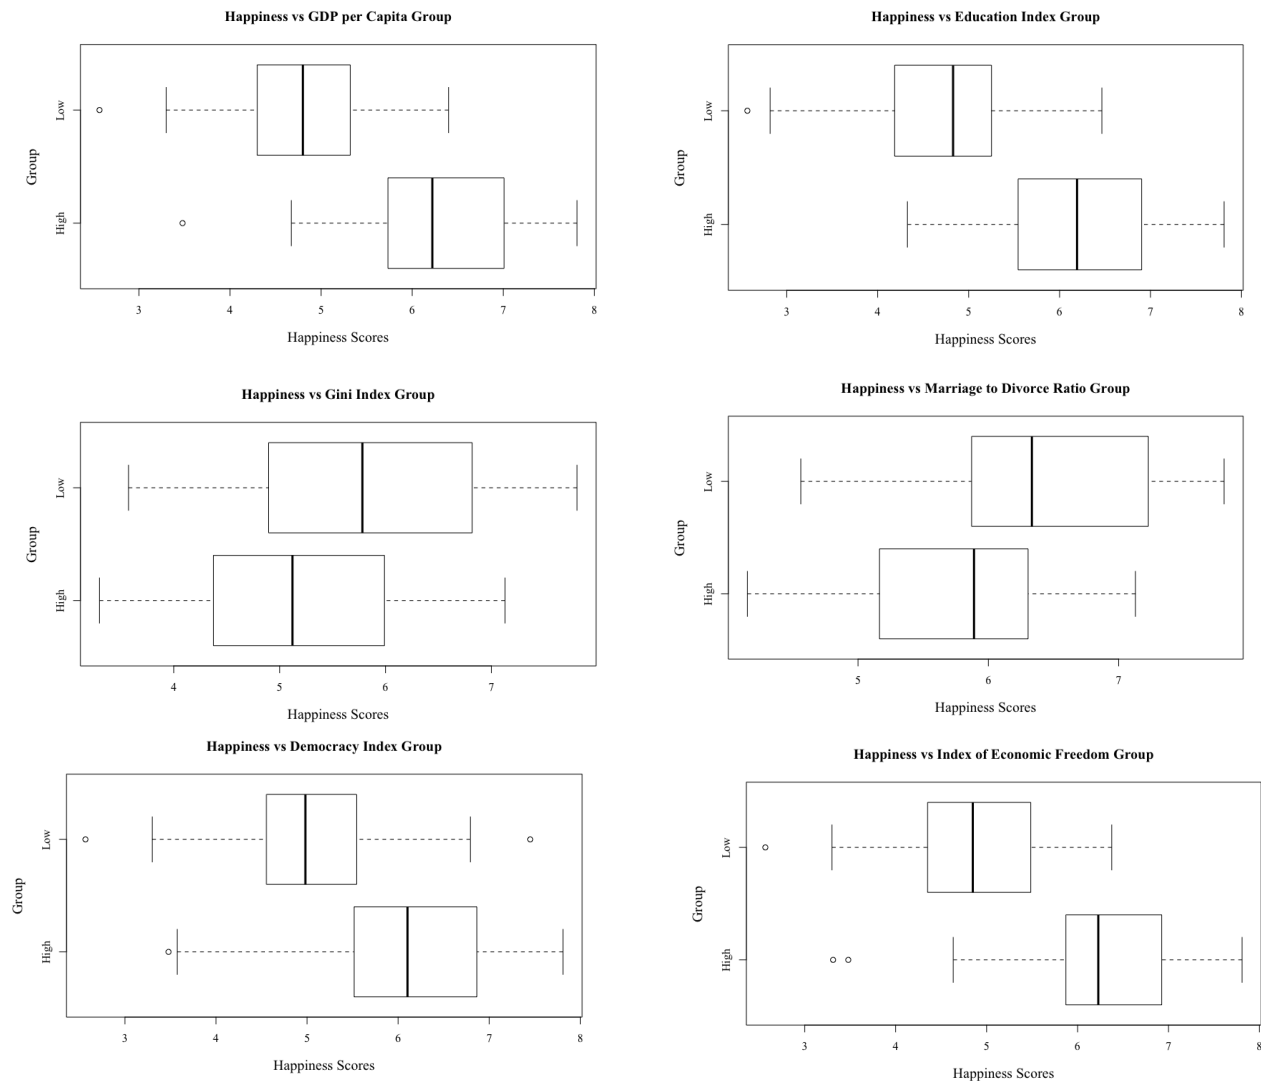 Happiness vs GDP per Capita Group
Low
High
Group
3 4 5 6 7 8
Happiness Scores
Happiness vs Education Index Group
Low
High
Group
3 4 5 6 7 8
Happiness Scores
Happiness vs Gini Index Group
Low
High
Group
4 5 6 7
Happiness Scores
Happiness vs Marriage to Divorce Ratio Group
Low
High
Group
5 6 7
Happiness Scores
Happiness vs Democracy Index Group
Low
High
Group
3 4 5 6 7 8
Happiness Scores
Happiness vs Index of Economic Freedom Group
Low
High
Group
3 4 5 6 7 8
Happiness Scores